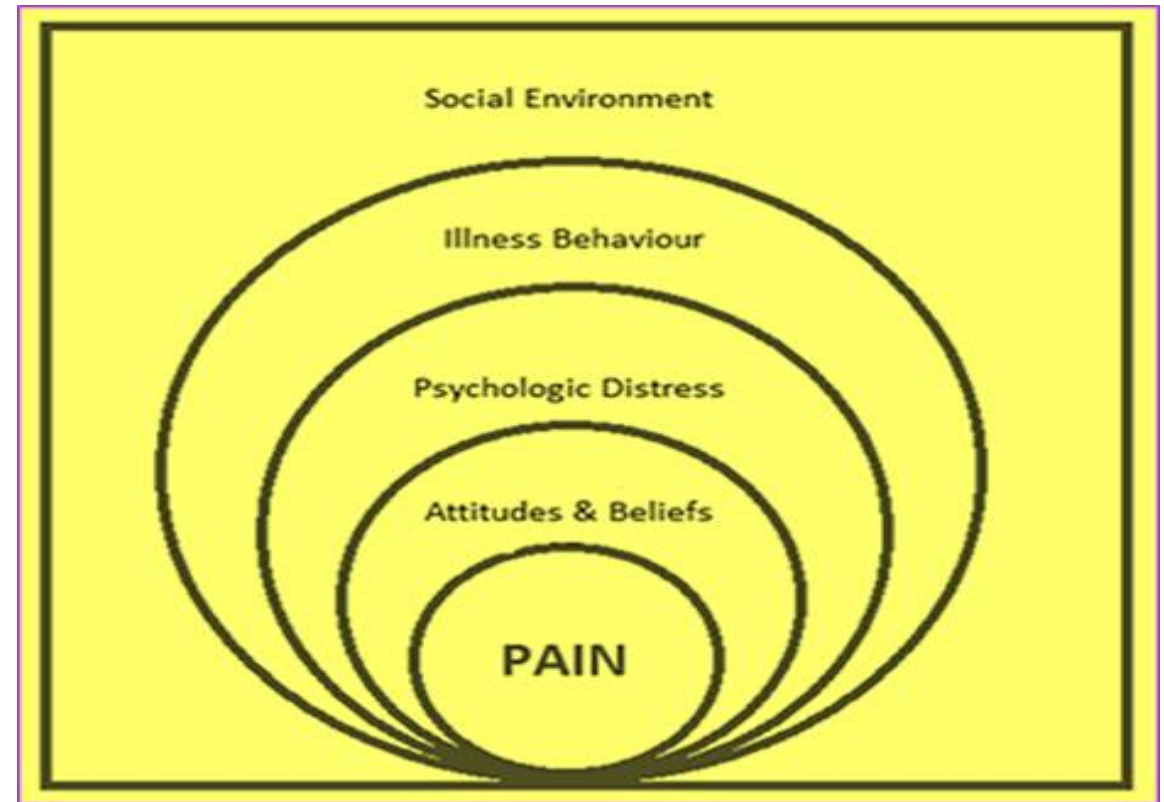 Social Environment
Illness Behaviour
Psychologic Distress
Attitudes & Beliefs
PAIN